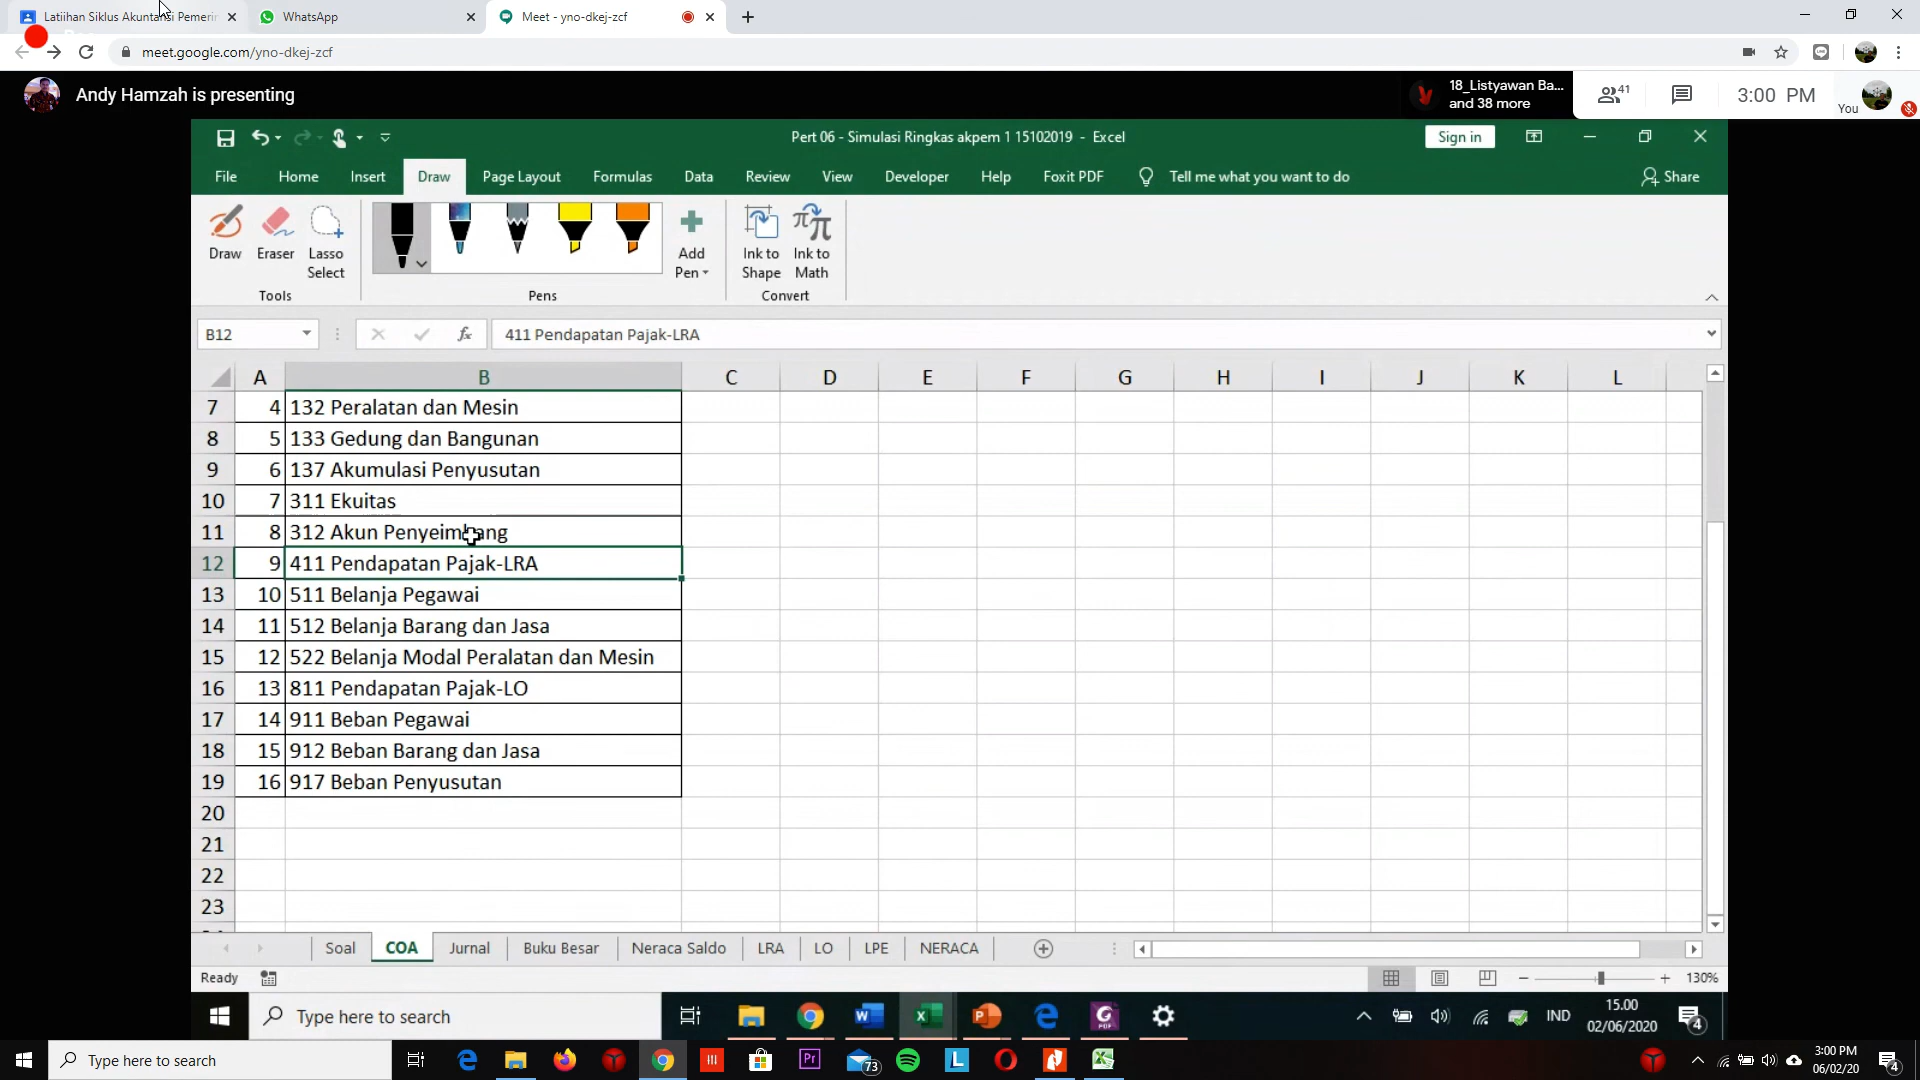 Latiihan Siklus Akuntansi Pemerin
WhatsApp
Meet - yno-dkej-zcf
meet.google.com/yno-dkej-zcf
Andy Hamzah is presenting
18_Listyawan Ba...
and 38 more
41
3:00 PM
You
Pert 06 - Simulasi Ringkas akpem 1 15102019 - Excel
Sign in
File Home Insert Draw Page Layout Formulas Data Review View Developer Help Foxit PDF Tell me what you want to do Share
Draw Eraser Lasso Select
Add Pen
Ink to Shape
Ink to Math
Tools Pens Convert
B12 fx 411 Pendapatan Pajak-LRA
A B C D E F G H I J K L
7 4 132 Peralatan dan Mesin
8 5 133 Gedung dan Bangunan
9 6 137 Akumulasi Penyusutan
10 7 311 Ekuitas
11 8 312 Akun Penyeimbang
12 9 411 Pendapatan Pajak-LRA
13 10 511 Belanja Pegawai
14 11 512 Belanja Barang dan Jasa
15 12 522 Belanja Modal Peralatan dan Mesin
16 13 811 Pendapatan Pajak-LO
17 14 911 Beban Pegawai
18 15 912 Beban Barang dan Jasa
19 16 917 Beban Penyusutan
20
21
22
23
Soal COA Jurnal Buku Besar Neraca Saldo LRA LO LPE NERACA
Ready 130%
Type here to search
IND
15.00
02/06/2020
4
Type here to search
Pr
73
3:00 PM
06/02/20
4